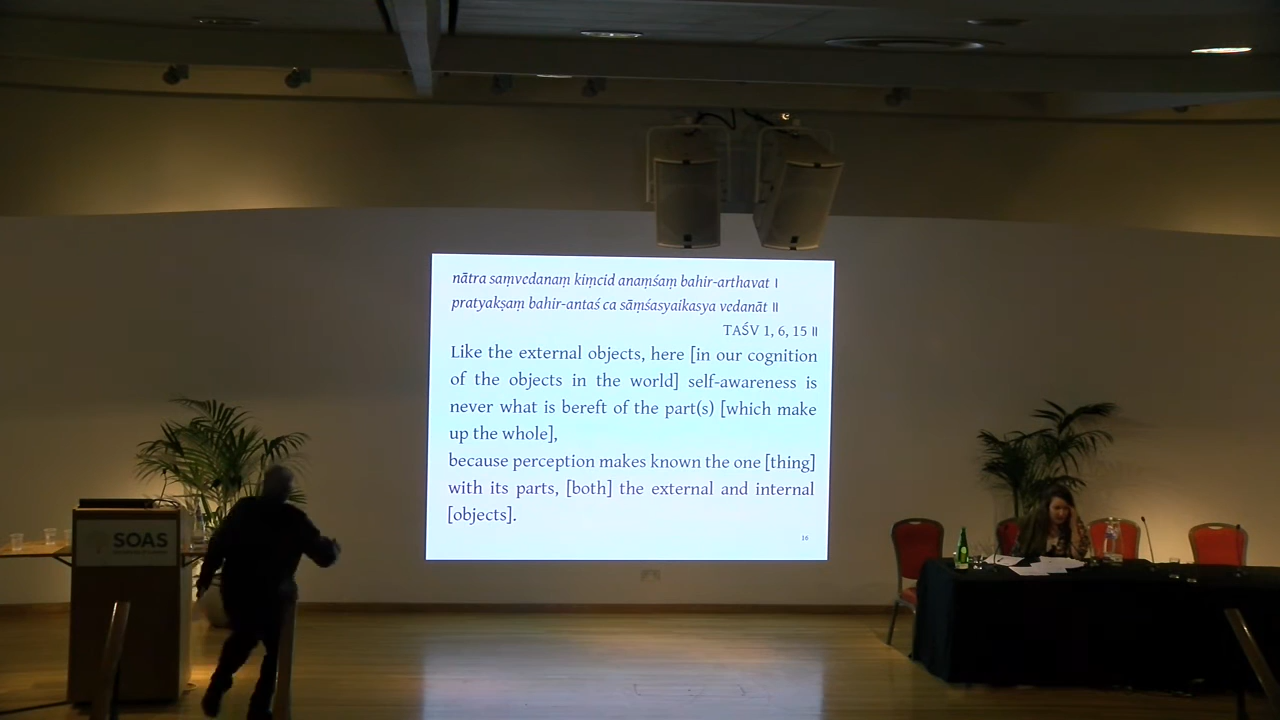 nātra saṃvedanaṃ kiṃcid anaṃśaṃ bahir-arthavat ।
pratyakṣaṃ bahir-antaś ca sāṃśasyaikasya vedanāt ॥
TAŚV 1, 6, 15 ॥
Like the external objects, here [in our cognition
of the objects in the world] self-awareness is
never what is bereft of the part(s) [which make
up the whole],
because perception makes known the one [thing]
with its parts, [both] the external and internal
[objects].
16
SOAS